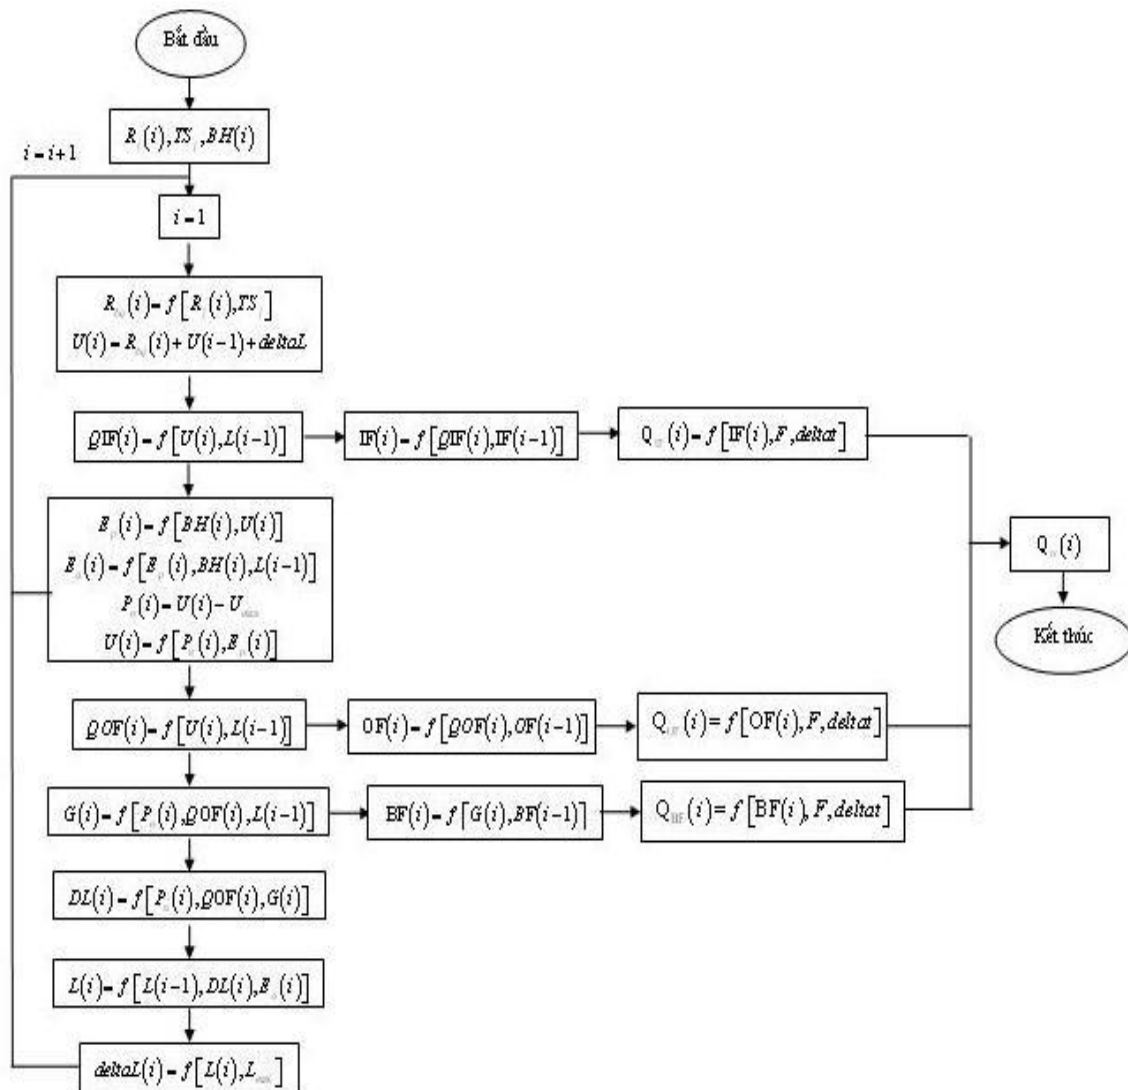 Bắt đầu
R (i), TS , BH(i)
i = i+1
i = 1
R (i) = f[R (i), TS ]
U(i) = R (i) + U(i−1) + deltaL
QIF(i) = f[U(i), L(i−1)]
IF(i) = f[QIF(i), IF(i−1)]
Q (i) = f[IF(i), F, deltat]
E (i) = f[BH(i), U(i)]
E (i) = f[E (i), BH(i), L(i−1)]
P (i) = U(i) − U
U(i) = f[P (i), E (i)]
Q (i)
Kết thúc
QOF(i) = f[U(i), L(i−1)]
OF(i) = f[QOF(i), OF(i−1)]
Q (i) = f[OF(i), F, deltat]
G(i) = f[P (i), QOF(i), L(i−1)]
BF(i) = f⌈G(i), BF(i−1)⌉
Q BF (i) = f[BF(i), F, deltat]
DL(i) = f[P (i), QOF(i), G(i)]
L(i) = f[L(i−1), DL(i), E (i)]
deltaL(i) = f[L(i), L ]